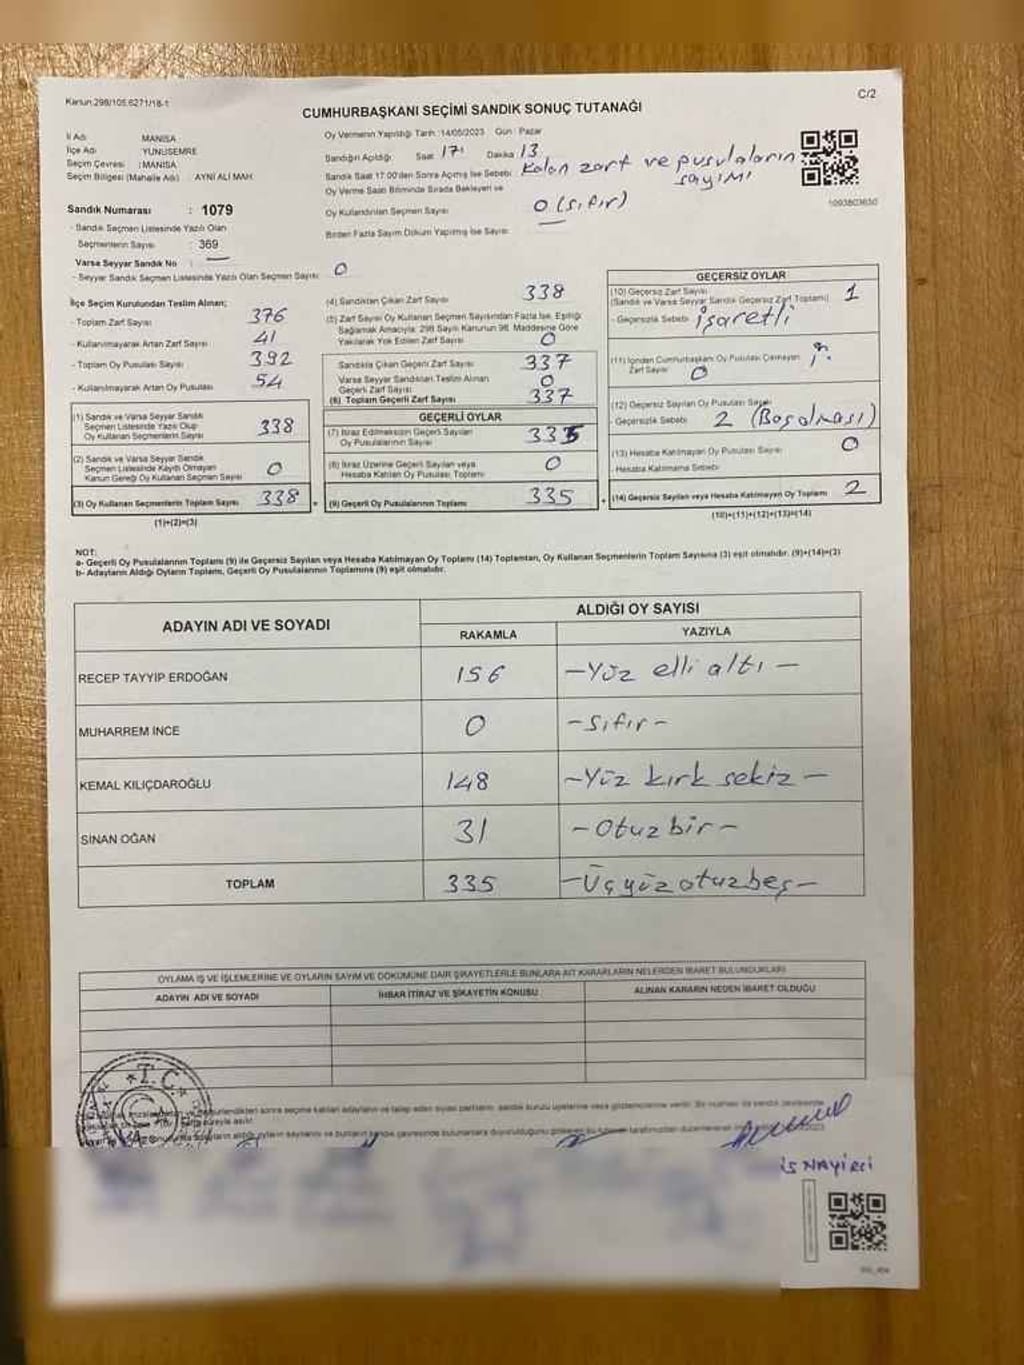 Kanun:298/105,6271/18-1
C/2
CUMHURBAŞKANI SEÇİMİ SANDIK SONUÇ TUTANAĞI
İl Adı MANİSA
İlçe Adı YUNUSEMRE
Seçim Çevresi : MANİSA
Seçim Bölgesi (Mahalle Adı) : AYNİ ALİ MAH.
Oy Vermenin Yapıldığı Tarih :14/05/2023 Gün : Pazar
Sandığın Açıldığı Saat 17: Dakika : 13
Sandık Saat 17:00'den Sonra Açılmış İse Sebebi : Kalan zarf ve pusulaların sayımı
Oy Verme Saati Bitiminde Sırada Bekleyen ve
Oy Kullandırılan Seçmen Sayısı 0 (sıfır)
Birden Fazla Sayım Döküm Yapılmış İse Sayısı —
1093803630
Sandık Numarası : 1079
- Sandık Seçmen Listesinde Yazılı Olan
Seçmenlerin Sayısı : 369
Varsa Seyyar Sandık No : —
- Seyyar Sandık Seçmen Listesinde Yazılı Olan Seçmen Sayısı: 0
İlçe Seçim Kurulundan Teslim Alınan;
- Toplam Zarf Sayısı 376
- Kullanılmayarak Artan Zarf Sayısı 41
- Toplam Oy Pusulası Sayısı 392
- Kullanılmayarak Artan Oy Pusulası 54
(1) Sandık ve Varsa Seyyar Sandık
Seçmen Listesinde Yazılı Olup
Oy Kullanan Seçmenlerin Sayısı 338
(2) Sandık ve Varsa Seyyar Sandık
Seçmen Listesinde Kayıtlı Olmayan
Kanun Gereği Oy Kullanan Seçmen Sayısı 0
(3) Oy Kullanan Seçmenlerin Toplam Sayısı 338
(1)+(2)=(3)
(4) Sandıktan Çıkan Zarf Sayısı 338
(5) Zarf Sayısı Oy Kullanan Seçmen Sayısından Fazla İse, Eşitliği
Sağlamak Amacıyla; 298 Sayılı Kanunun 98. Maddesine Göre
Yakılarak Yok Edilen Zarf Sayısı 0
Sandıkta Çıkan Geçerli Zarf Sayısı 337
Varsa Seyyar Sandıktan Teslim Alınan
Geçerli Zarf Sayısı 0
(6) Toplam Geçerli Zarf Sayısı 337
GEÇERLİ OYLAR
(7) İtiraz Edilmeksizin Geçerli Sayılan
Oy Pusulalarının Sayısı 335
(8) İtiraz Üzerine Geçerli Sayılan veya
Hesaba Katılan Oy Pusulası Toplamı 0
(9) Geçerli Oy Pusulalarının Toplamı 335
GEÇERSİZ OYLAR
(10) Geçersiz Zarf Sayısı
(Sandık ve Varsa Seyyar Sandık Geçersiz Zarf Toplamı) 1
- Geçersizlik Sebebi : işaretli
(11) İçinden Cumhurbaşkanı Oy Pusulası Çıkmayan
Zarf Sayısı 0
(12) Geçersiz Sayılan Oy Pusulası Sayısı
- Geçersizlik Sebebi 2 (Boş olması)
(13) Hesaba Katılmayan Oy Pusulası Sayısı 0
- Hesaba Katılmama Sebebi
(14) Geçersiz Sayılan veya Hesaba Katılmayan Oy Toplamı 2
(10)+(11)+(12)+(13)=(14)
NOT:
a- Geçerli Oy Pusulalarının Toplamı (9) ile Geçersiz Sayılan veya Hesaba Katılmayan Oy Toplamı (14) Toplamları, Oy Kullanan Seçmenlerin Toplam Sayısına (3) eşit olmalıdır. (9)+(14)=(3)
b- Adayların Aldığı Oyların Toplamı, Geçerli Oy Pusulalarının Toplamına (9) eşit olmalıdır.
ADAYIN ADI VE SOYADI
ALDIĞI OY SAYISI
RAKAMLA YAZIYLA
RECEP TAYYİP ERDOĞAN 156 -Yüz elli altı-
MUHARREM İNCE 0 -Sıfır-
KEMAL KILIÇDAROĞLU 148 -Yüz kırk sekiz-
SİNAN OĞAN 31 -Otuzbir-
TOPLAM 335 -Üçyüzotuzbeş-
OYLAMA İŞ VE İŞLEMLERİNE VE OYLARIN SAYIM VE DÖKÜMÜNE DAİR ŞİKAYETLERLE BUNLARA AİT KARARLARIN NELERDEN İBARET BULUNDUKLARI
ADAYIN ADI VE SOYADI İHBAR İTİRAZ VE ŞİKAYETİN KONUSU ALINAN KARARIN NEDEN İBARET OLDUĞU
T.C.